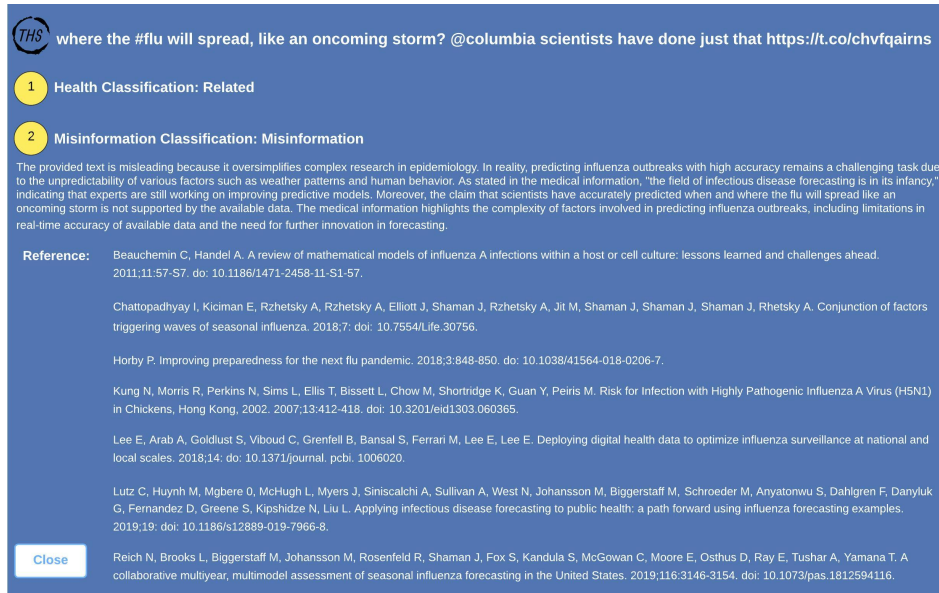 THS where the #flu will spread, like an oncoming storm? @columbia scientists have done just that https://t.co/chvfqairns
1 Health Classification: Related
2 Misinformation Classification: Misinformation
The provided text is misleading because it oversimplifies complex research in epidemiology. In reality, predicting influenza outbreaks with high accuracy remains a challenging task due
to the unpredictability of various factors such as weather patterns and human behavior. As stated in the medical information, "the field of infectious disease forecasting is in its infancy,"
indicating that experts are still working on improving predictive models. Moreover, the claim that scientists have accurately predicted when and where the flu will spread like an
oncoming storm is not supported by the available data. The medical information highlights the complexity of factors involved in predicting influenza outbreaks, including limitations in
real-time accuracy of available data and the need for further innovation in forecasting.
Reference: Beauchemin C, Handel A. A review of mathematical models of influenza A infections within a host or cell culture: lessons learned and challenges ahead.
2011;11:57-S7. do: 10.1186/1471-2458-11-S1-57.
Chattopadhyay I, Kiciman E, Rzhetsky A, Rzhetsky A, Elliott J, Shaman J, Rzhetsky A, Jit M, Shaman J, Shaman J, Shaman J, Rhetsky A. Conjunction of factors
triggering waves of seasonal influenza. 2018;7: doi: 10.7554/Life.30756.
Horby P. Improving preparedness for the next flu pandemic. 2018;3:848-850. do: 10.1038/41564-018-0206-7.
Kung N, Morris R, Perkins N, Sims L, Ellis T, Bissett L, Chow M, Shortridge K, Guan Y, Peiris M. Risk for Infection with Highly Pathogenic Influenza A Virus (H5N1)
in Chickens, Hong Kong, 2002. 2007;13:412-418. doi: 10.3201/eid1303.060365.
Lee E, Arab A, Goldlust S, Viboud C, Grenfell B, Bansal S, Ferrari M, Lee E, Lee E. Deploying digital health data to optimize influenza surveillance at national and
local scales. 2018;14: do: 10.1371/journal. pcbi. 1006020.
Lutz C, Huynh M, Mgbere 0, McHugh L, Myers J, Siniscalchi A, Sullivan A, West N, Johansson M, Biggerstaff M, Schroeder M, Anyatonwu S, Dahlgren F, Danyluk
G, Fernandez D, Greene S, Kipshidze N, Liu L. Applying infectious disease forecasting to public health: a path forward using influenza forecasting examples.
2019;19: doi: 10.1186/s12889-019-7966-8.
Reich N, Brooks L, Biggerstaff M, Johansson M, Rosenfeld R, Shaman J, Fox S, Kandula S, McGowan C, Moore E, Osthus D, Ray E, Tushar A, Yamana T. A
collaborative multiyear, multimodel assessment of seasonal influenza forecasting in the United States. 2019;116:3146-3154. doi: 10.1073/pas.1812594116.
Close